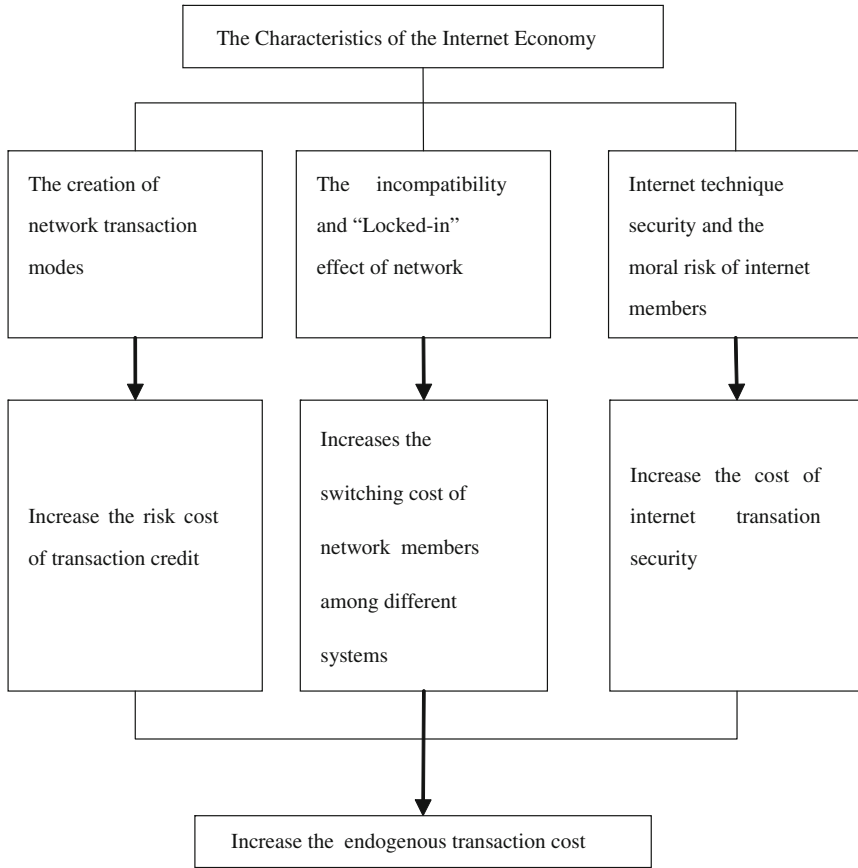 The Characteristics of the Internet Economy
The creation of
network transaction
modes
The incompatibility
and “Locked-in”
effect of network
Internet technique
security and the
moral risk of internet
members
Increase the risk cost
of transaction credit
Increases the
switching cost of
network members
among different
systems
Increase the cost of
internet transation
security
Increase the endogenous transaction cost